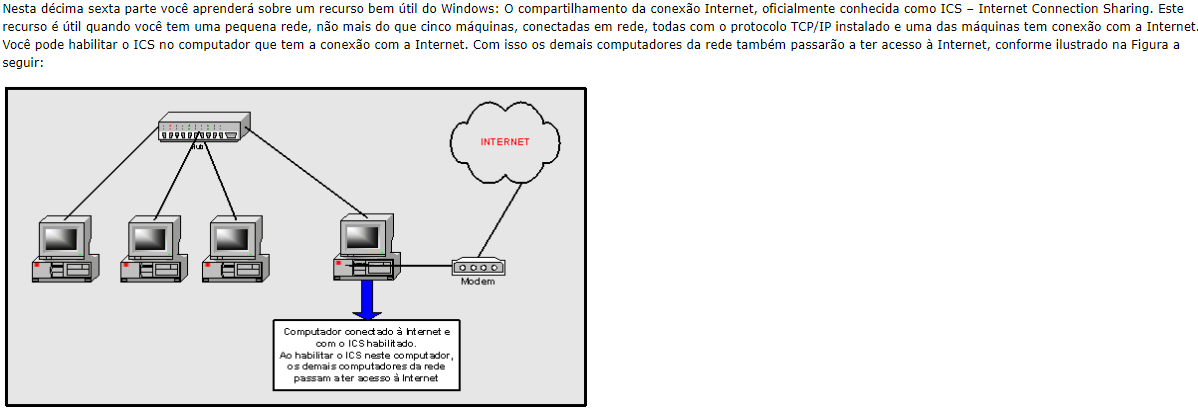 Nesta décima sexta parte você aprenderá sobre um recurso bem útil do Windows: O compartilhamento da conexão Internet, oficialmente conhecida como ICS – Internet Connection Sharing. Este
recurso é útil quando você tem uma pequena rede, não mais do que cinco máquinas, conectadas em rede, todas com o protocolo TCP/IP instalado e uma das máquinas tem conexão com a Internet.
Você pode habilitar o ICS no computador que tem a conexão com a Internet. Com isso os demais computadores da rede também passarão a ter acesso à Internet, conforme ilustrado na Figura a
seguir:
Hub
INTERNET
Modem
Computador conectado à Internet e
com o ICS habilitado.
Ao habilitar o ICS neste computador,
os demais computadores da rede
passam a ter acesso à Internet